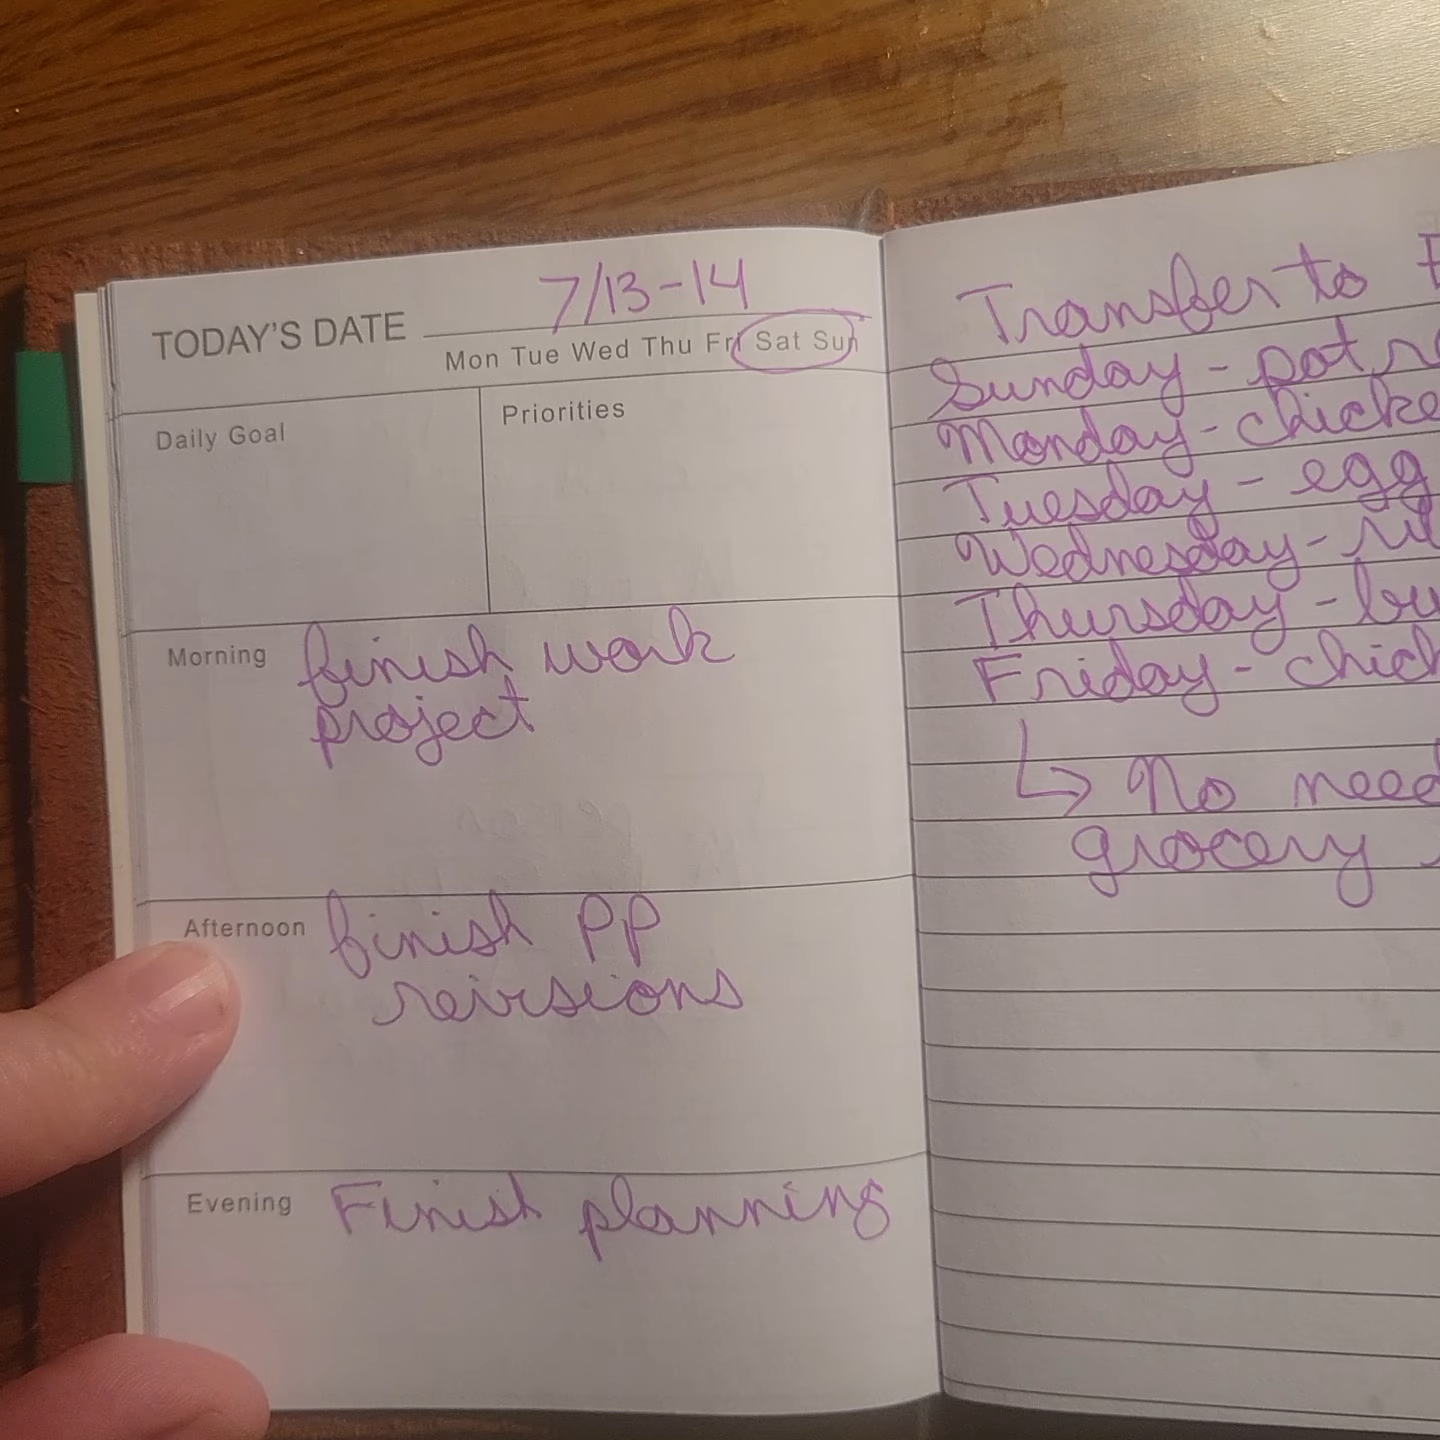 7/13-14
TODAY'S DATE
Mon Tue Wed Thu Fri Sat Sun
Daily Goal
Priorities
Morning
finish work
project
Afternoon
finish PP
reivsions
Evening
Finish planning
Transfer to
Sunday - pot
Monday - chicke
Tuesday - egg
Wednesday -
Thursday - bu
Friday - chick
↳ No need
grocery